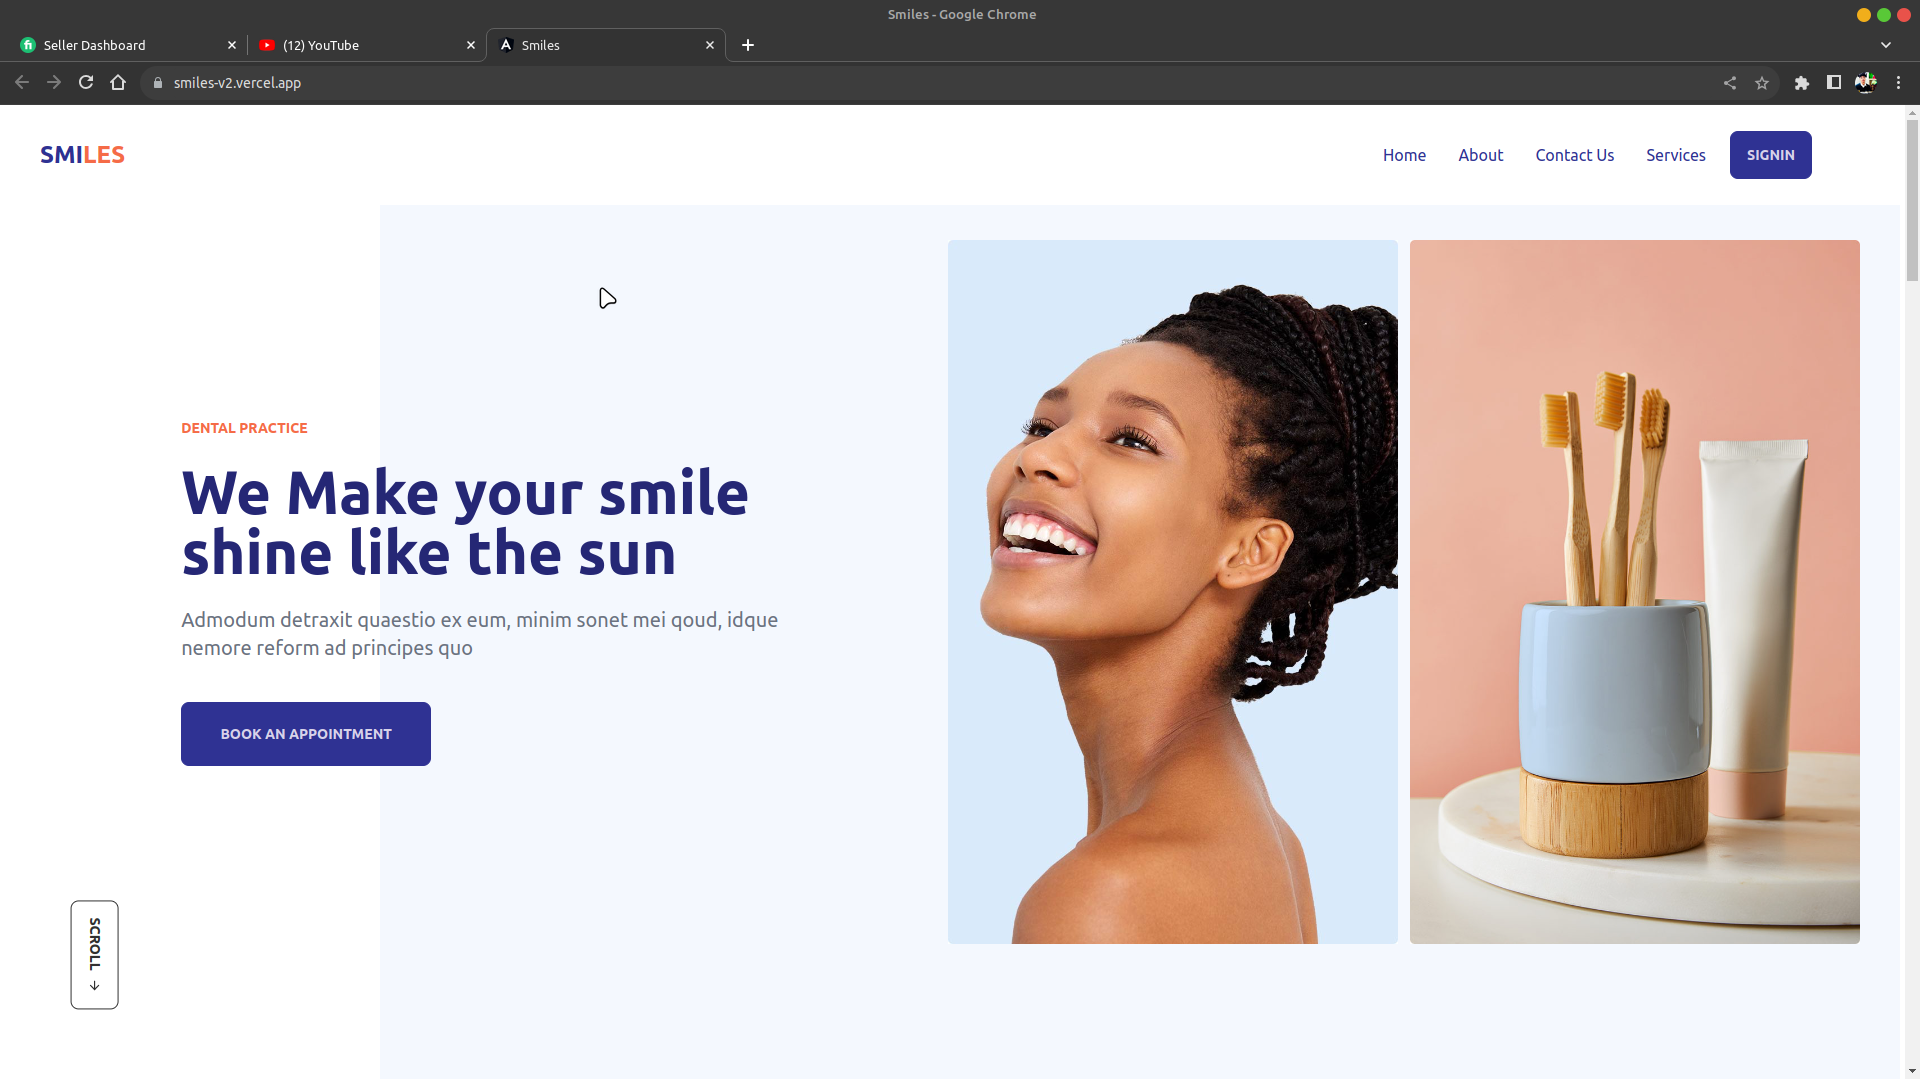 Smiles - Google Chrome
Seller Dashboard
(12) YouTube
Smiles
smiles-v2.vercel.app
SMILES
Home
About
Contact Us
Services
SIGNIN
DENTAL PRACTICE
We Make your smile
shine like the sun
Admodum detraxit quaestio ex eum, minim sonet mei qoud, idque
nemore reform ad principes quo
BOOK AN APPOINTMENT
SCROLL